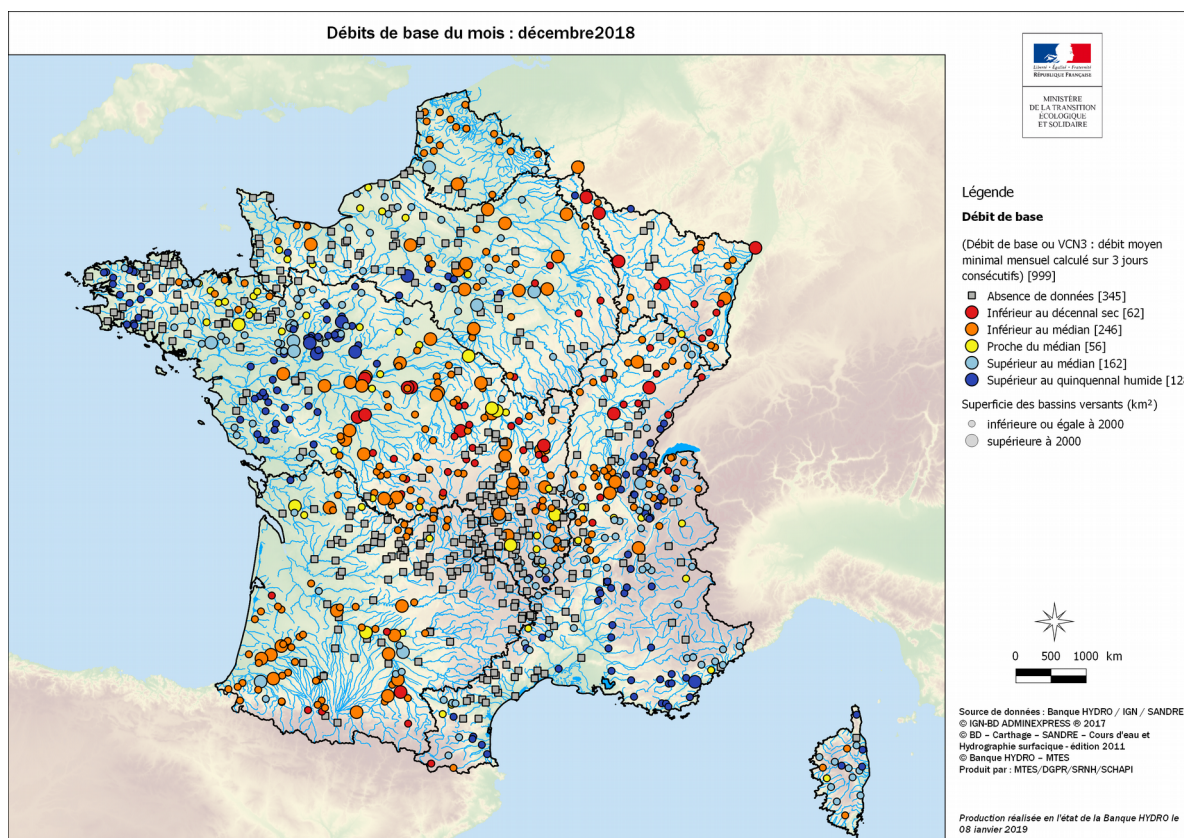 Débits de base du mois : décembre2018
Liberté • Égalité • Fraternité
RÉPUBLIQUE FRANÇAISE
MINISTÈRE
DE LA TRANSITION
ÉCOLOGIQUE
ET SOLIDAIRE
Légende
Débit de base
(Débit de base ou VCN3 : débit moyen
minimal mensuel calculé sur 3 jours
consécutifs) [999]
Absence de données [345]
Inférieur au décennal sec [62]
Inférieur au médian [246]
Proche du médian [56]
Supérieur au médian [162]
Supérieur au quinquennal humide [12
Superficie des bassins versants (km²)
inférieure ou égale à 2000
supérieure à 2000
0 500 1000 km
Source de données : Banque HYDRO / IGN / SANDRE
© IGN-BD ADMINEXPRESS ® 2017
© BD – Carthage – SANDRE – Cours d'eau et
Hydrographie surfacique - édition 2011
© Banque HYDRO – MTES
Produit par : MTES/DGPR/SRNH/SCHAPI
Production réalisée en l'état de la Banque HYDRO le
08 janvier 2019